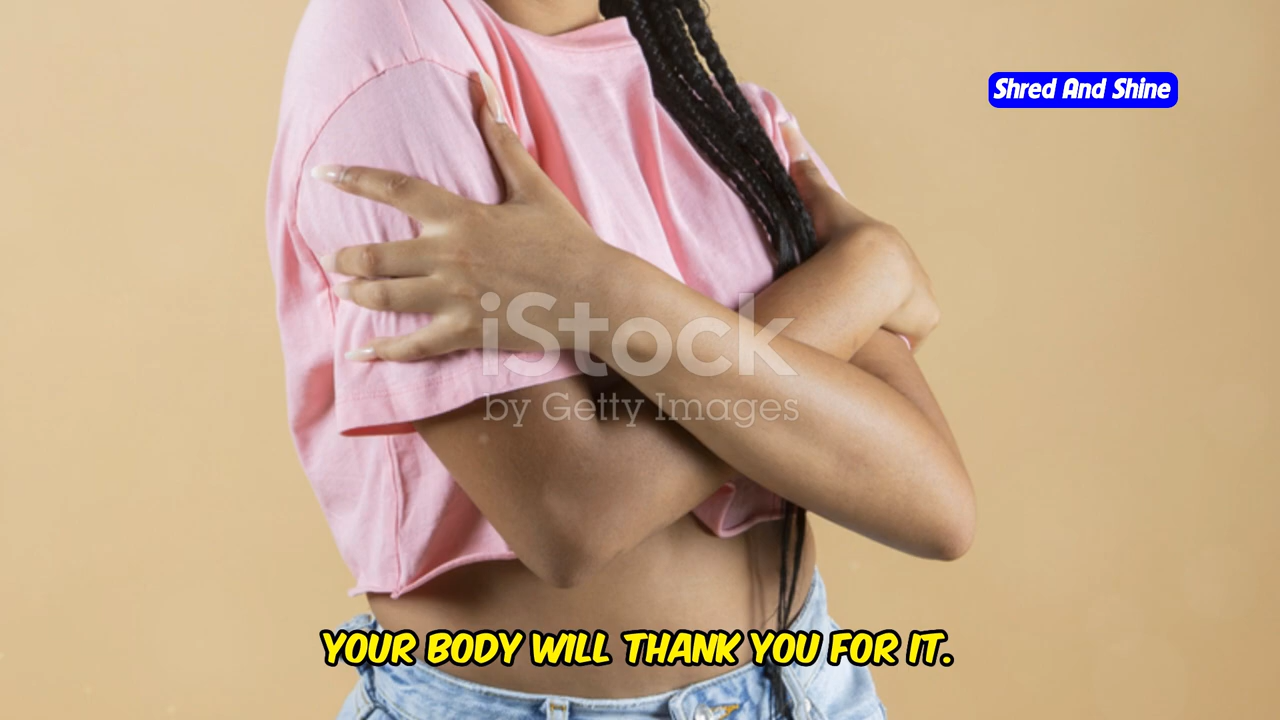 Shred And Shine
iStock
by Getty Images
YOUR BODY WILL THANK YOU FOR IT.